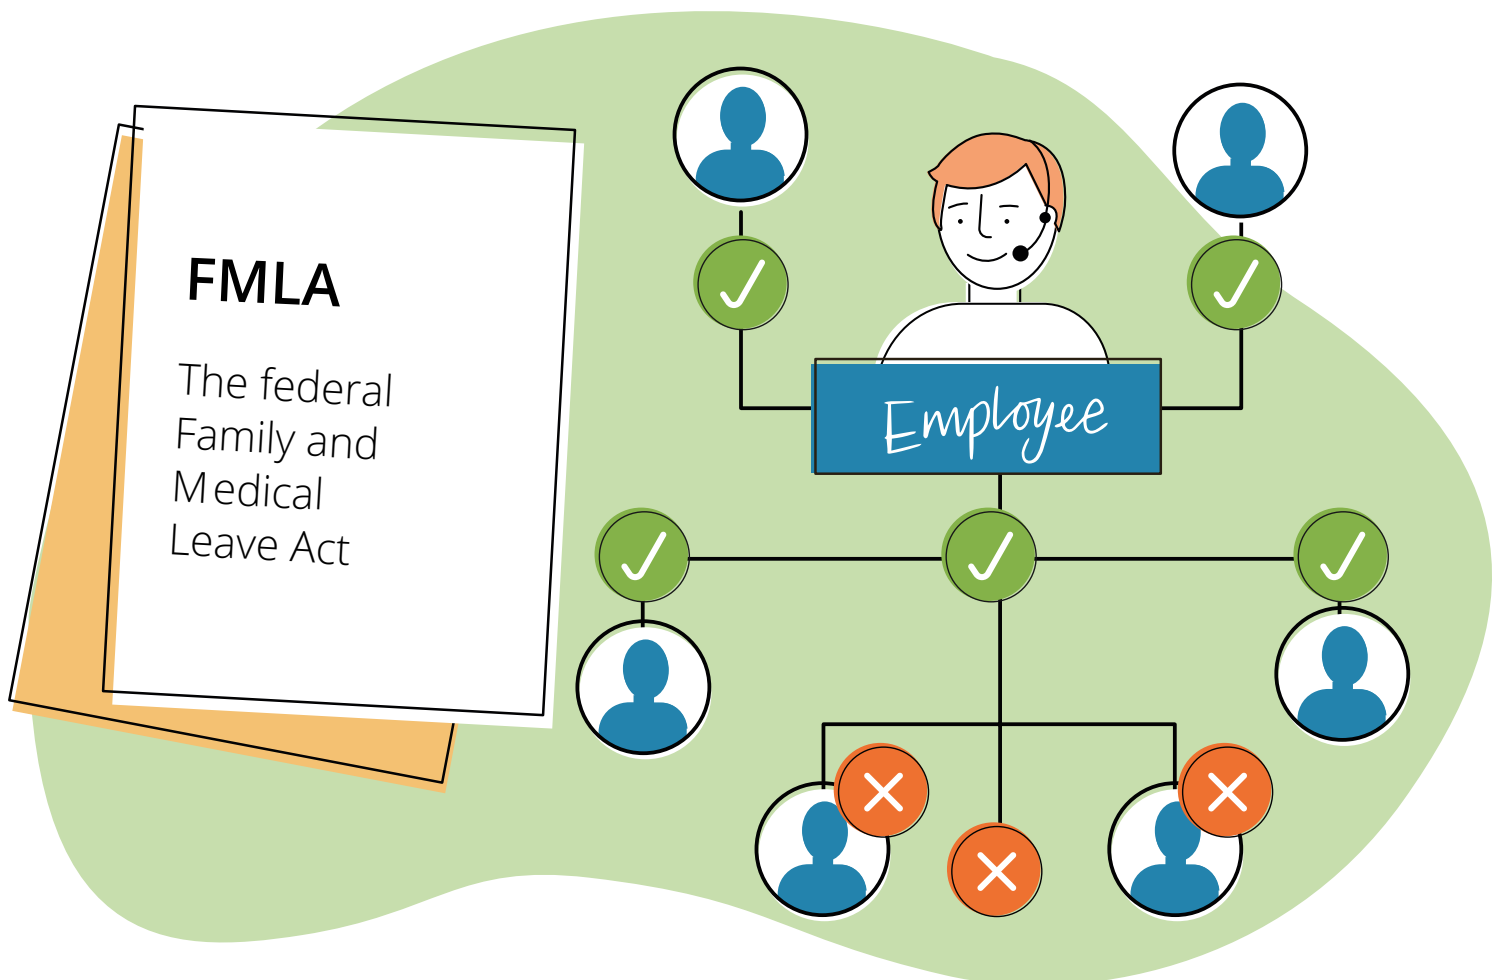 FMLA
The federal
Family and
Medical
Leave Act
Employee